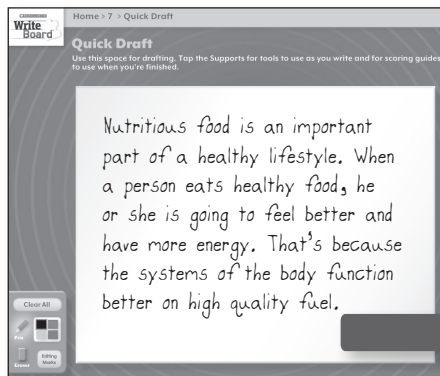 SCHOLASTIC
Write
Board
Home > 7 > Quick Draft
Quick Draft
Use this space for drafting. Tap the Supports for tools to use as you write and for scoring guides
to use when you're finished.
Nutritious food is an important
part of a healthy lifestyle. When
a person eats healthy food, he
or she is going to feel better and
have more energy. That's because
the systems of the body function
better on high quality fuel.
Clear All
Pen
Eraser
Editing
Marks